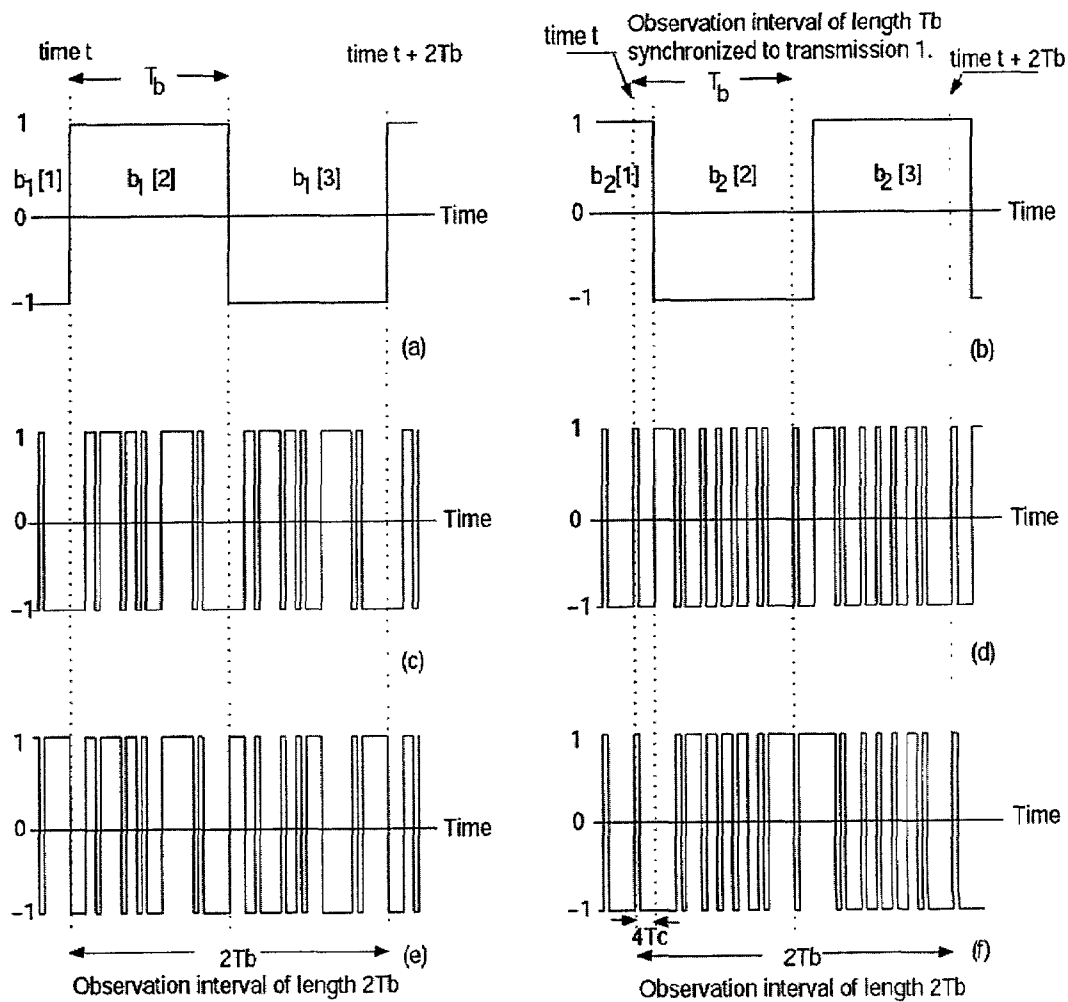 time t
time t + 2Tb
Tb
1
b1 [1]
b1 [2]
b1 [3]
0
Time
–1
(a)
Observation interval of length Tb
synchronized to transmission 1.
time t
time t + 2Tb
Tb
1
b2[1]
b2[2]
b2[3]
0
Time
–1
(b)
1
0
Time
–1
(c)
1
0
Time
–1
(d)
1
0
Time
–1
2Tb
(e)
Observation interval of length 2Tb
1
0
Time
–1
4Tc
2Tb
(f)
Observation interval of length 2Tb